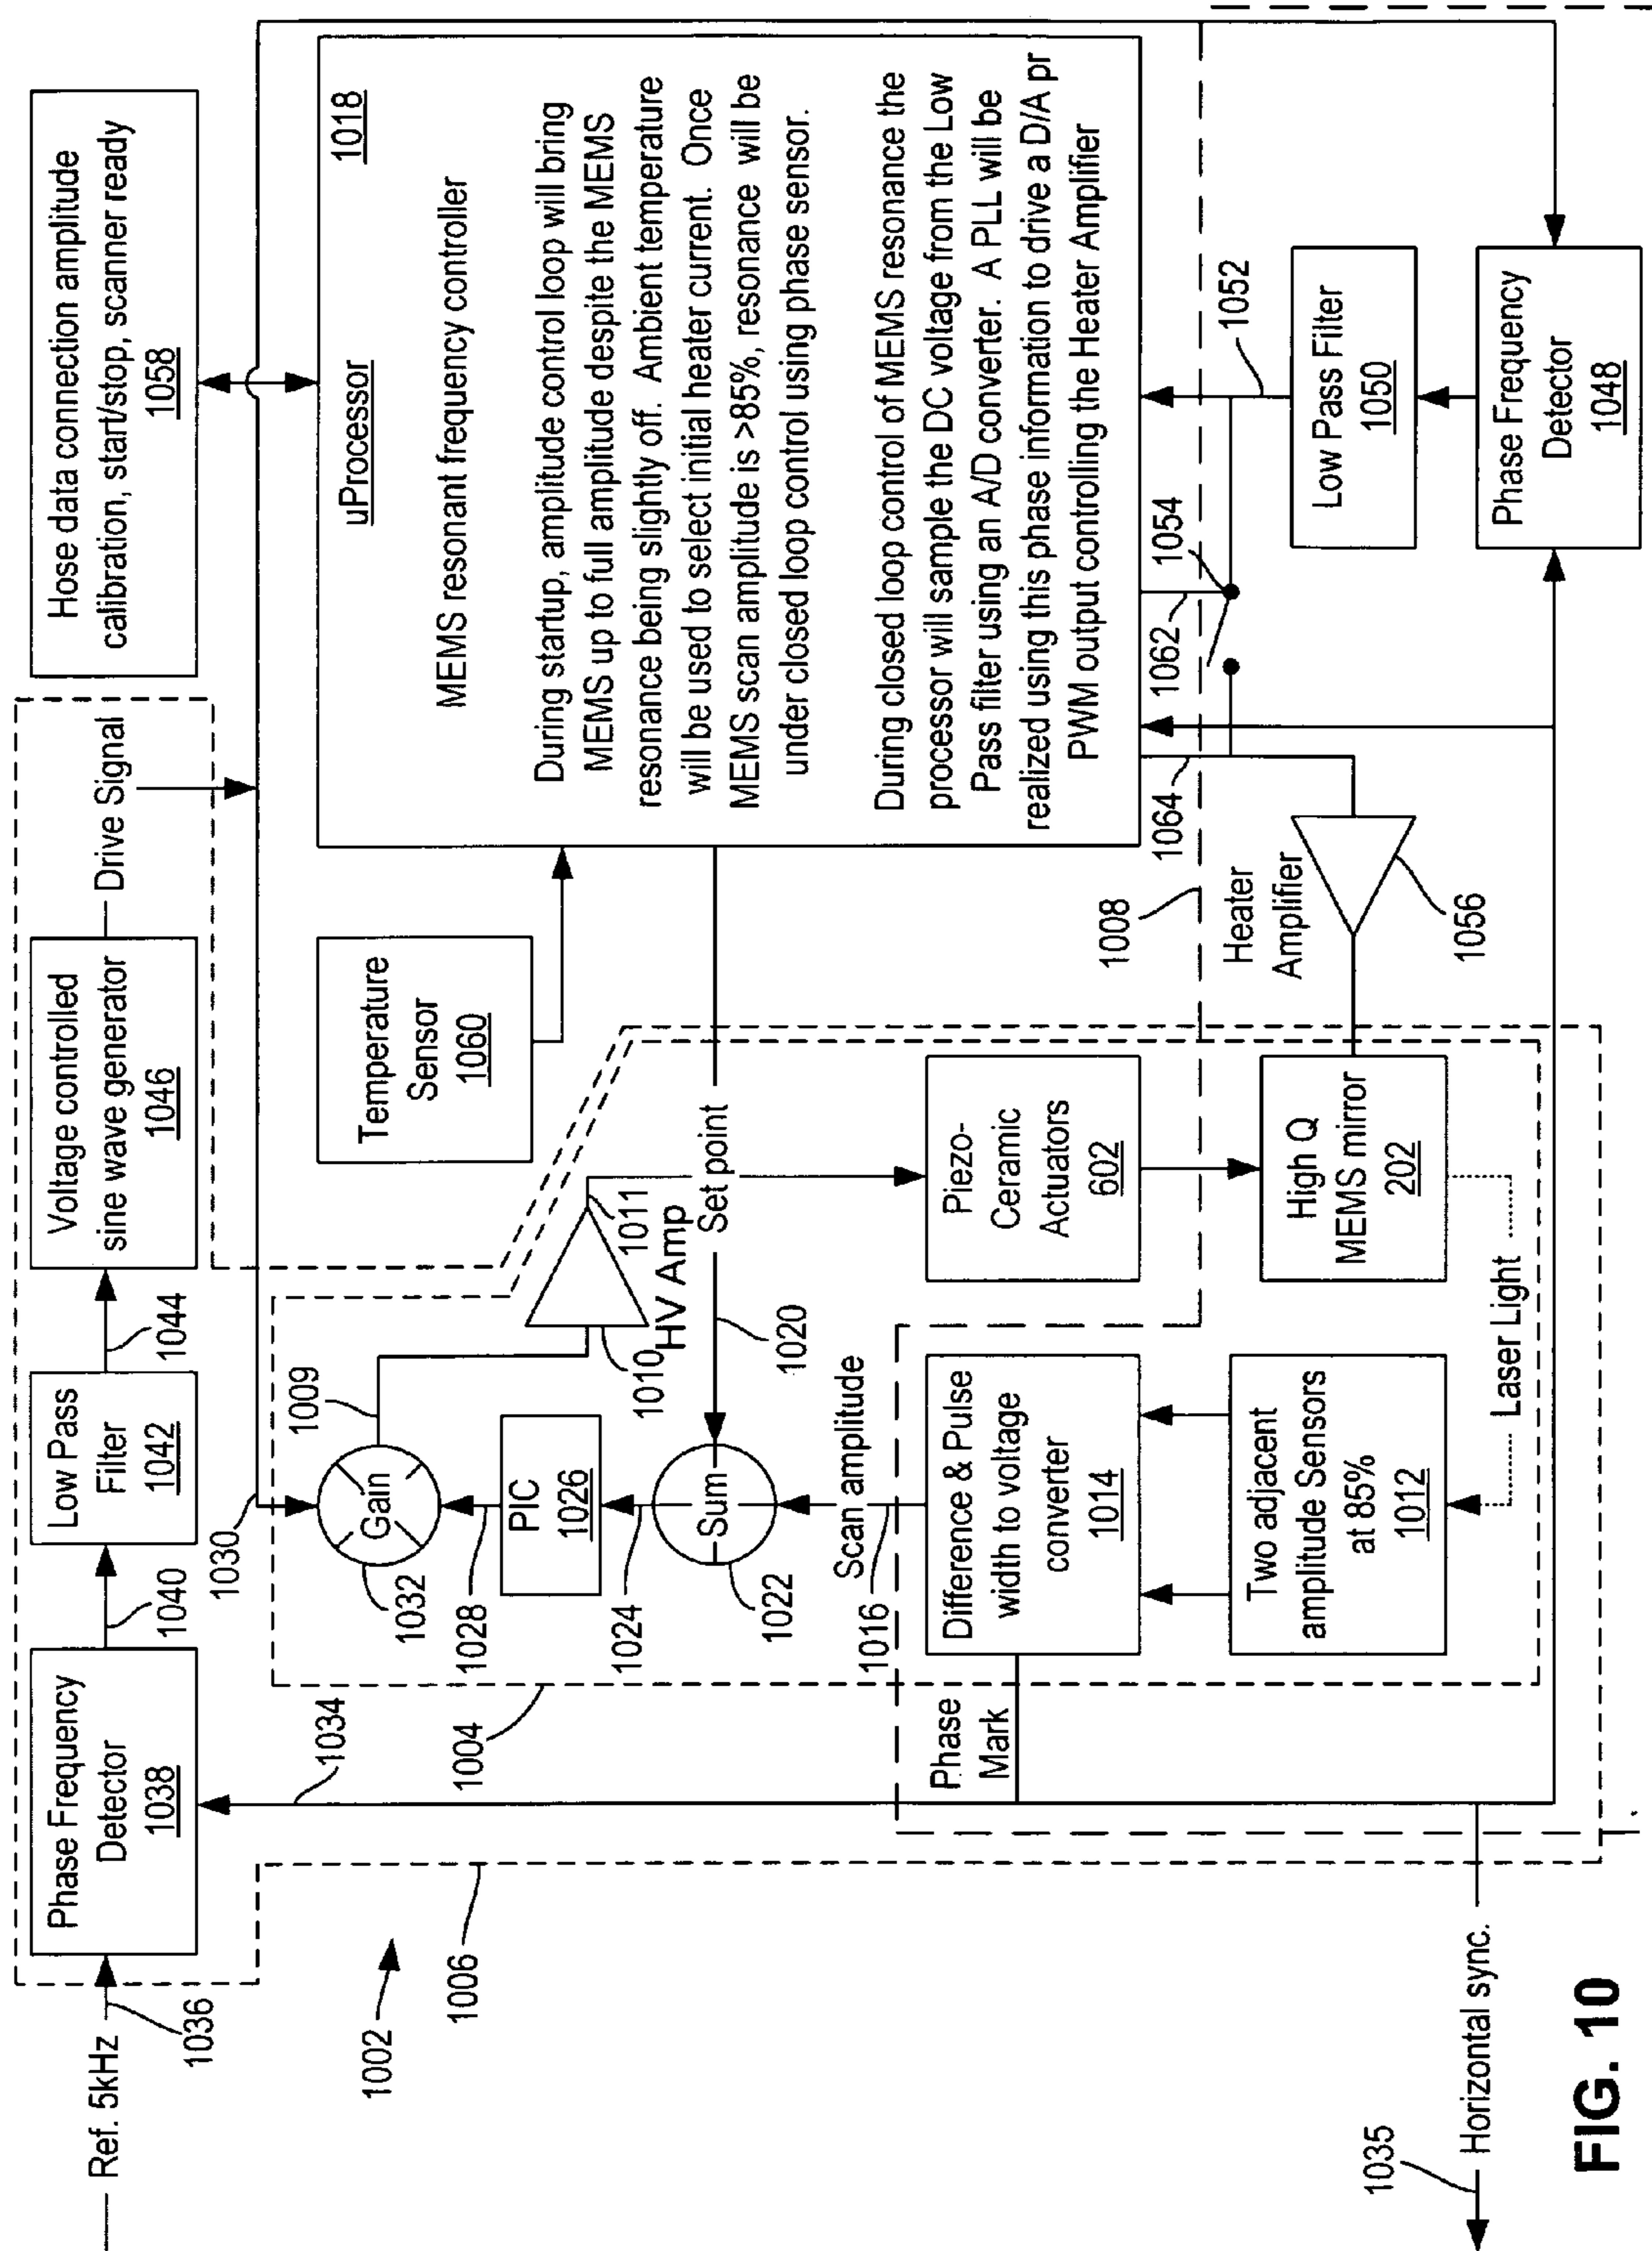 Ref. 5kHz
1036
Phase Frequency
Detector
1038
1040
Low Pass
Filter
1042
1044
Voltage controlled
sine wave generator
1046
Drive Signal
Hose data connection amplitude
calibration, start/stop, scanner ready
1058
1002
1006
1034
1030
1004
1032
Gain
1009
1028
PIC
1026
1024
Sum
1022
1010
HV Amp
1011
Set point
1020
Temperature
Sensor
1060
uProcessor
1018
MEMS resonant frequency controller
During startup, amplitude control loop will bring
MEMS up to full amplitude despite the MEMS
resonance being slightly off. Ambient temperature
will be used to select initial heater current. Once
MEMS scan amplitude is >85%, resonance will be
under closed loop control using phase sensor.
During closed loop control of MEMS resonance the
processor will sample the DC voltage from the Low
Pass filter using an A/D converter. A PLL will be
realized using this phase information to drive a D/A pr
PWM output controlling the Heater Amplifier
1016
Scan amplitude
Phase
Mark
Difference & Pulse
width to voltage
converter
1014
Piezo-
Ceramic
Actuators
602
1008
1064
1062
1054
1052
Heater
Amplifier
1056
Two adjacent
amplitude Sensors
at 85%
1012
Laser Light
High Q
MEMS mirror
202
Low Pass Filter
1050
Phase Frequency
Detector
1048
1035
Horizontal sync.
FIG. 10